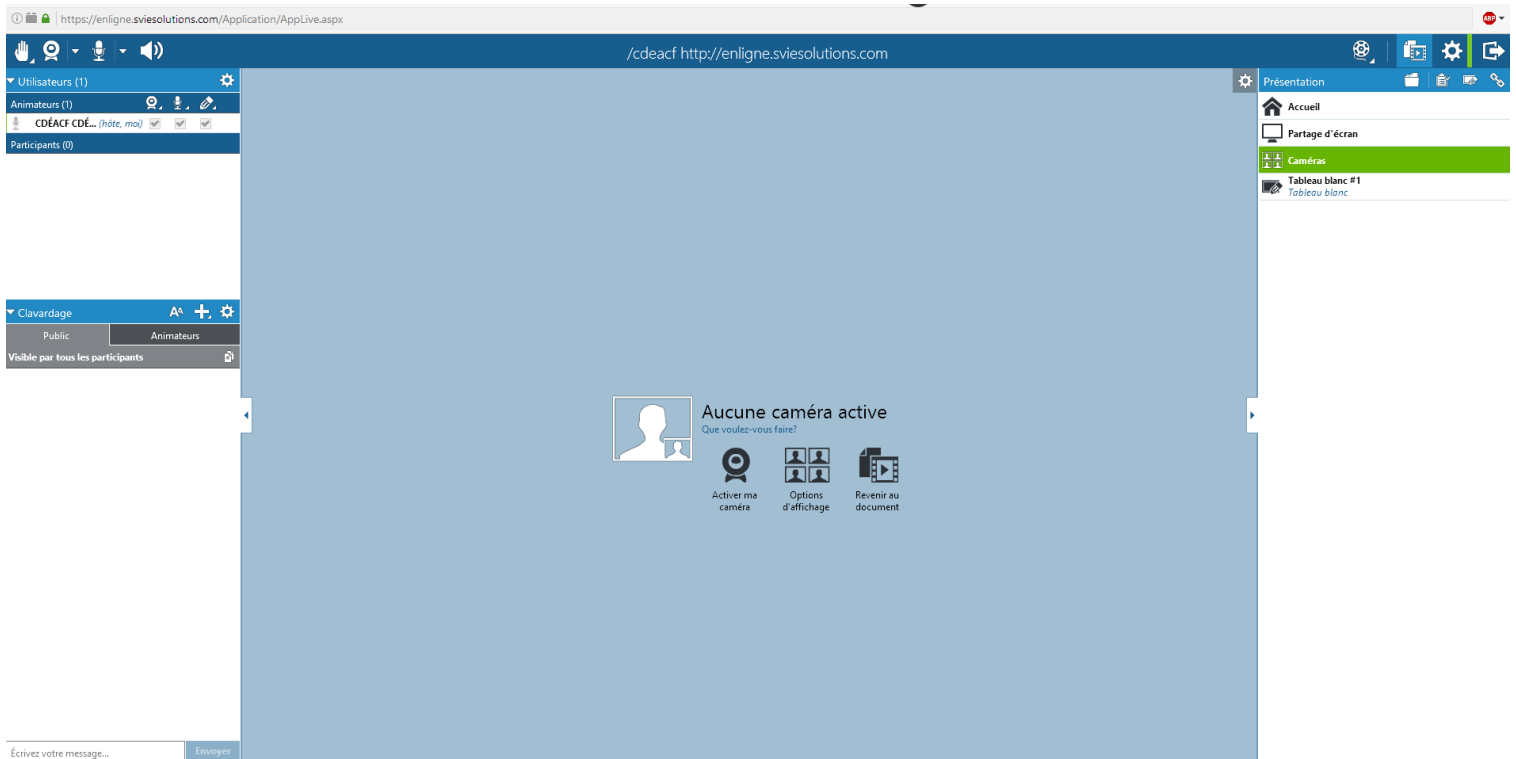 https://enligne.sviesolutions.com/Application/AppLive.aspx
ABP
/cdeacf http://enligne.sviesolutions.com
Utilisateurs (1)
Animateurs (1)
CDÉACF CDÉ... (hôte, moi)
Participants (0)
Clavardage
Public
Animateurs
Visible par tous les participants
Écrivez votre message...
Envoyer
Aucune caméra active
Que voulez-vous faire?
Activer ma
caméra
Options
d'affichage
Revenir au
document
Présentation
Accueil
Partage d'écran
Caméras
Tableau blanc #1
Tableau blanc